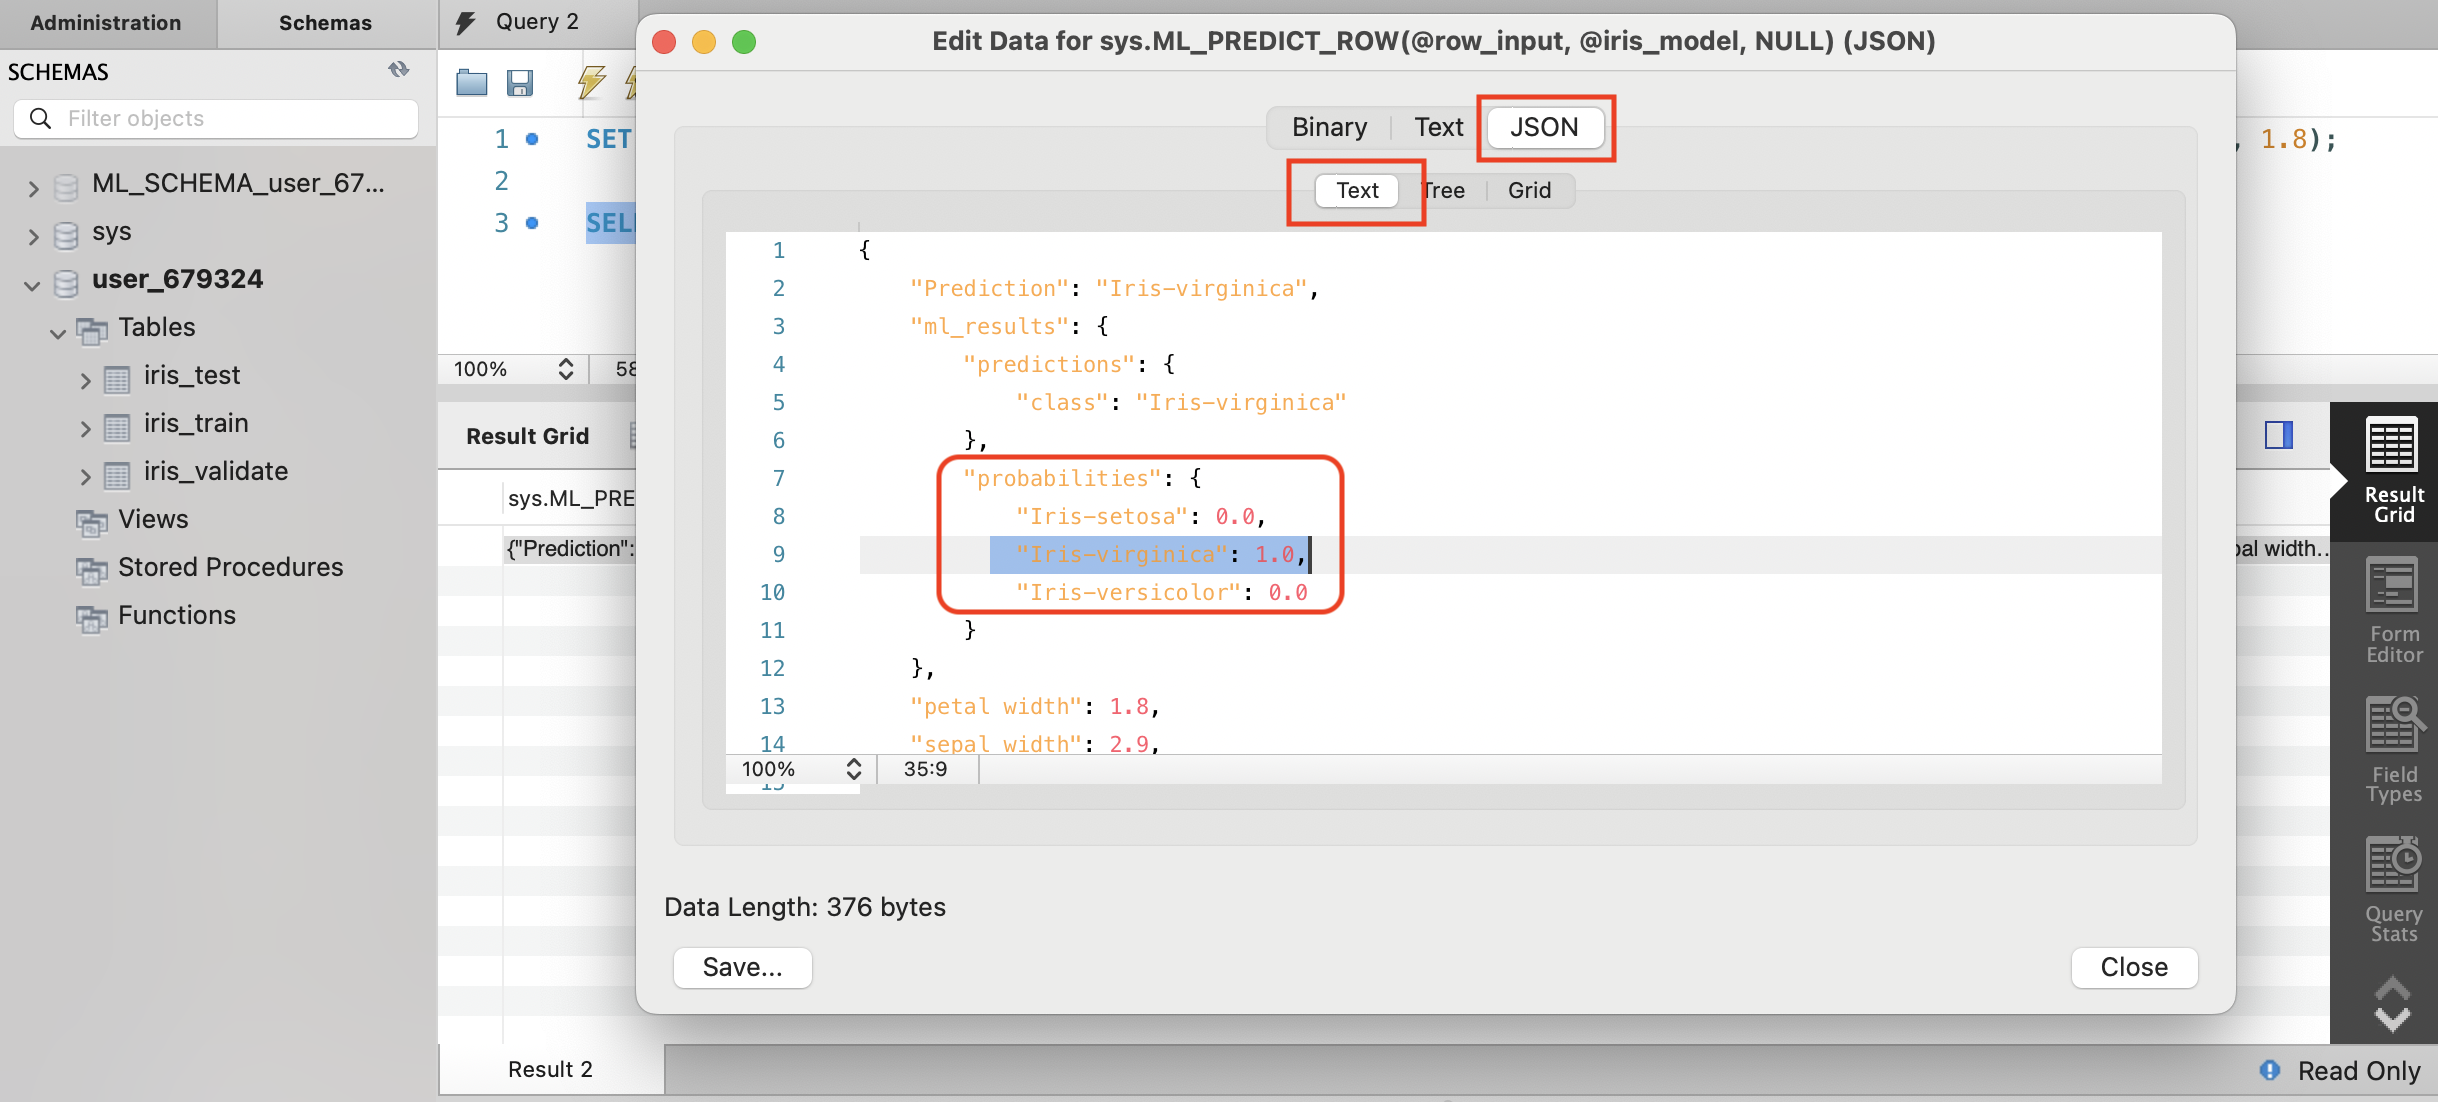 Administration
Schemas
Query 2
SCHEMAS
Filter objects
ML_SCHEMA_user_67...
sys
user_679324
Tables
iris_test
iris_train
iris_validate
Views
Stored Procedures
Functions
1 SET
2
3 SEL
, 1.8);
100%
58
Result Grid
sys.ML_PRE
{"Prediction":
pal width...
Edit Data for sys.ML_PREDICT_ROW(@row_input, @iris_model, NULL) (JSON)
Binary Text JSON
Text Tree Grid
1 {
2 "Prediction": "Iris-virginica",
3 "ml_results": {
4 "predictions": {
5 "class": "Iris-virginica"
6 },
7 "probabilities": {
8 "Iris-setosa": 0.0,
9 "Iris-virginica": 1.0,
10 "Iris-versicolor": 0.0
11 }
12 },
13 "petal width": 1.8,
14 "sepal width": 2.9,
15
100% 35:9
Data Length: 376 bytes
Save...
Close
Result
Grid
Form
Editor
Field
Types
Query
Stats
Result 2
Read Only